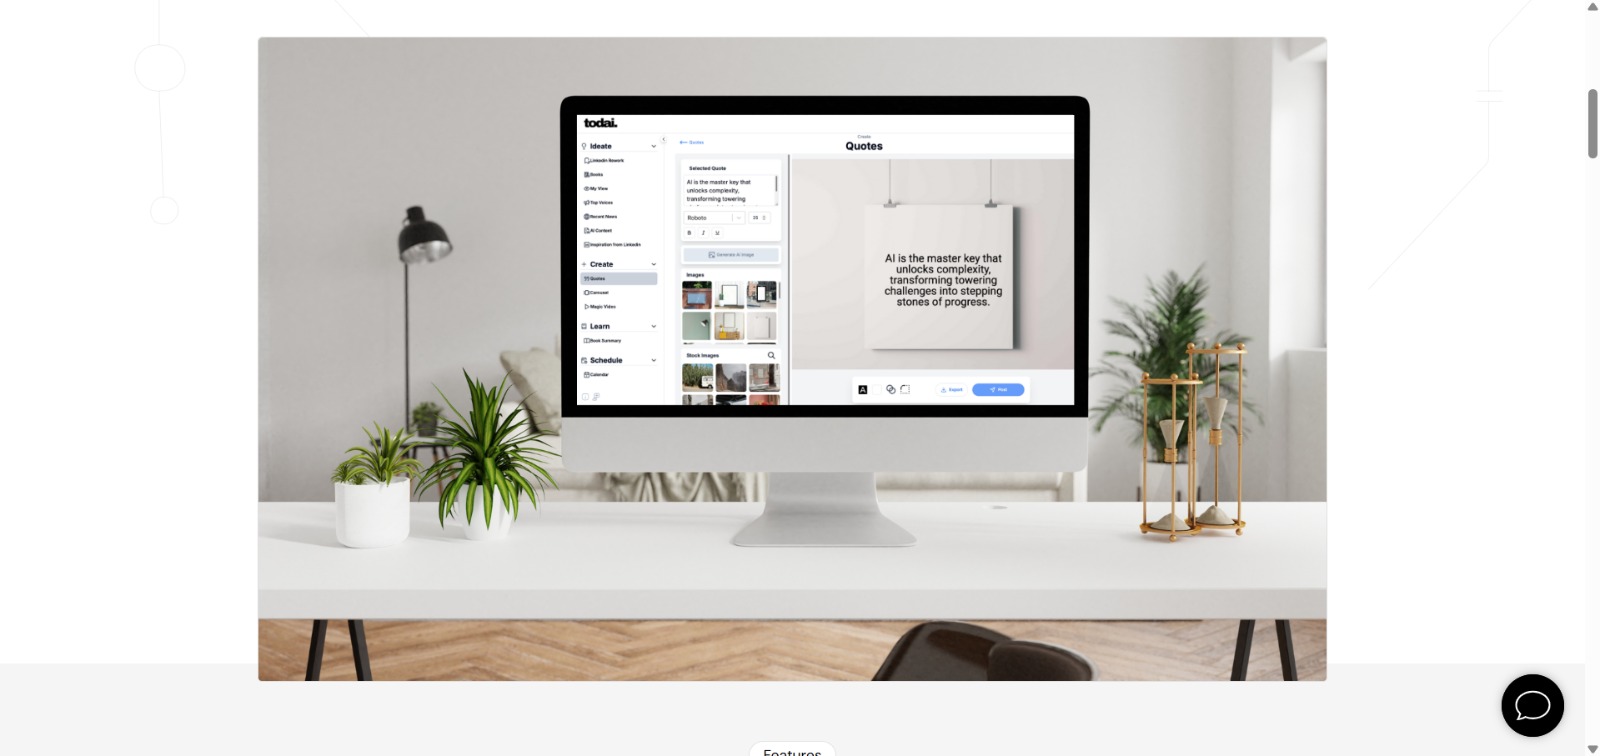 todai.
Ideate
LinkedIn Rework
Books
My View
Top Voices
Recent News
AI Context
Inspiration from LinkedIn
Create
Quotes
Carousel
Magic Video
Learn
Book Summary
Schedule
Calendar
Quotes
Create
Quotes
Selected Quote
AI is the master key that
unlocks complexity,
transforming towering
Roboto
B I U
Generate AI Image
Images
Stock Images
AI is the master key that
unlocks complexity,
transforming towering
challenges into stepping
stones of progress.
A
Export
Post
Features